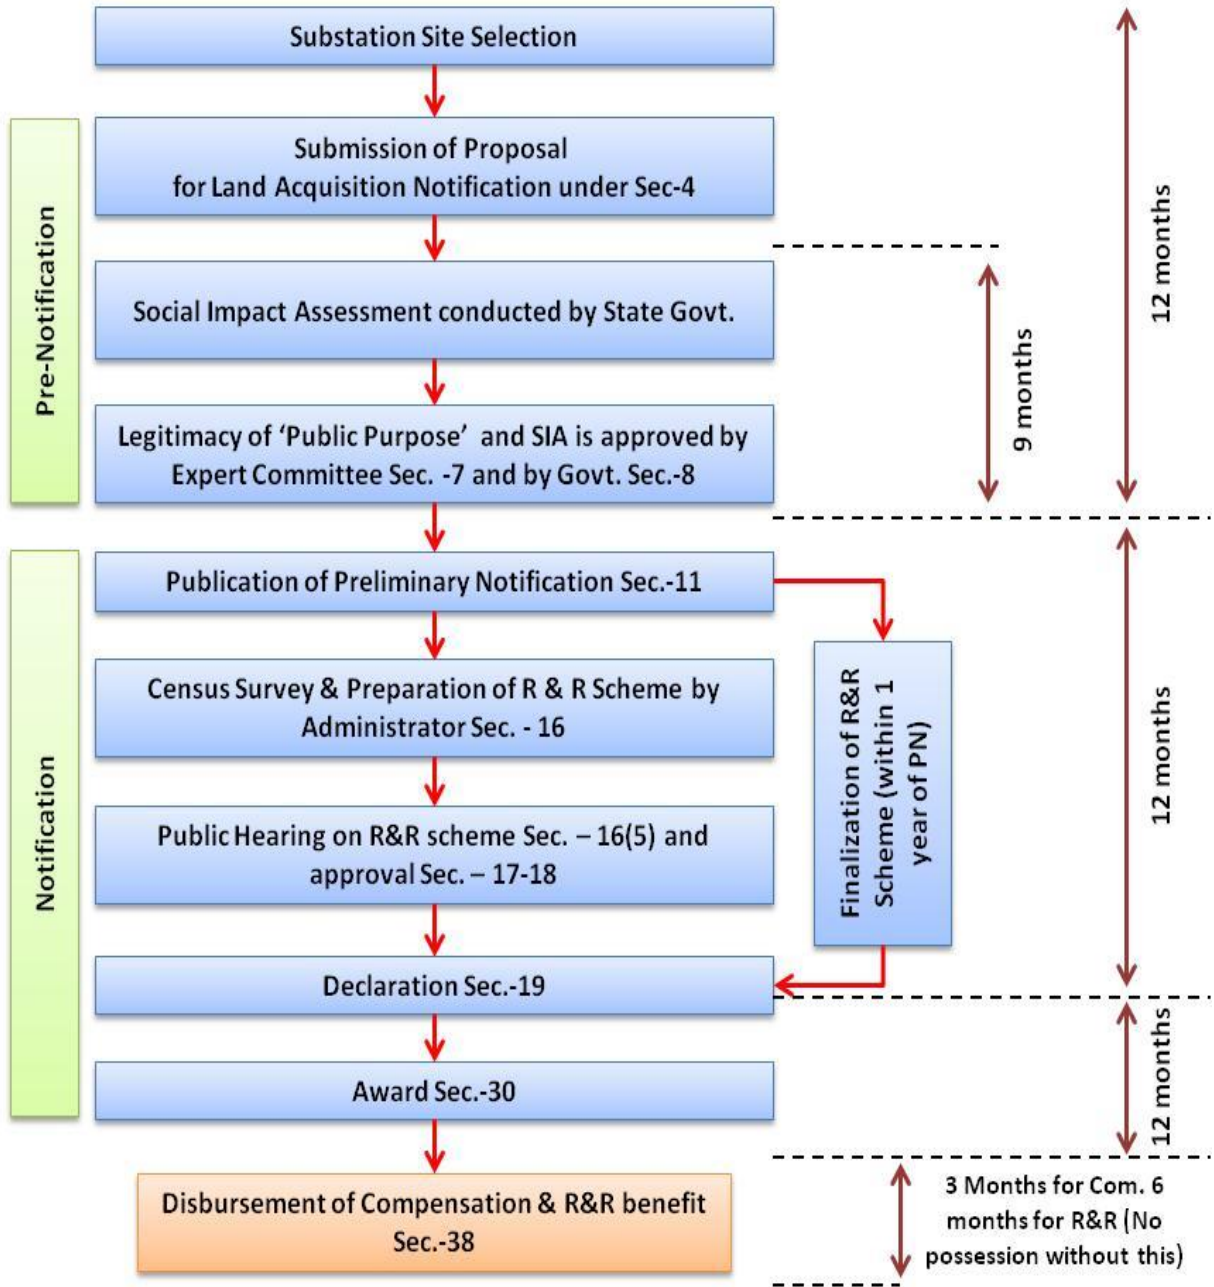 Substation Site Selection
Pre-Notification
Submission of Proposal
for Land Acquisition Notification under Sec-4
Social Impact Assessment conducted by State Govt.
Legitimacy of ‘Public Purpose’ and SIA is approved by
Expert Committee Sec. -7 and by Govt. Sec.-8
9 months
12 months
Notification
Publication of Preliminary Notification Sec.-11
Census Survey & Preparation of R & R Scheme by
Administrator Sec. - 16
Public Hearing on R&R scheme Sec. – 16(5) and
approval Sec. – 17-18
Finalization of R&R
Scheme (within 1
year of PN)
12 months
Declaration Sec.-19
Award Sec.-30
12 months
Disbursement of Compensation & R&R benefit
Sec.-38
3 Months for Com. 6
months for R&R (No
possession without this)